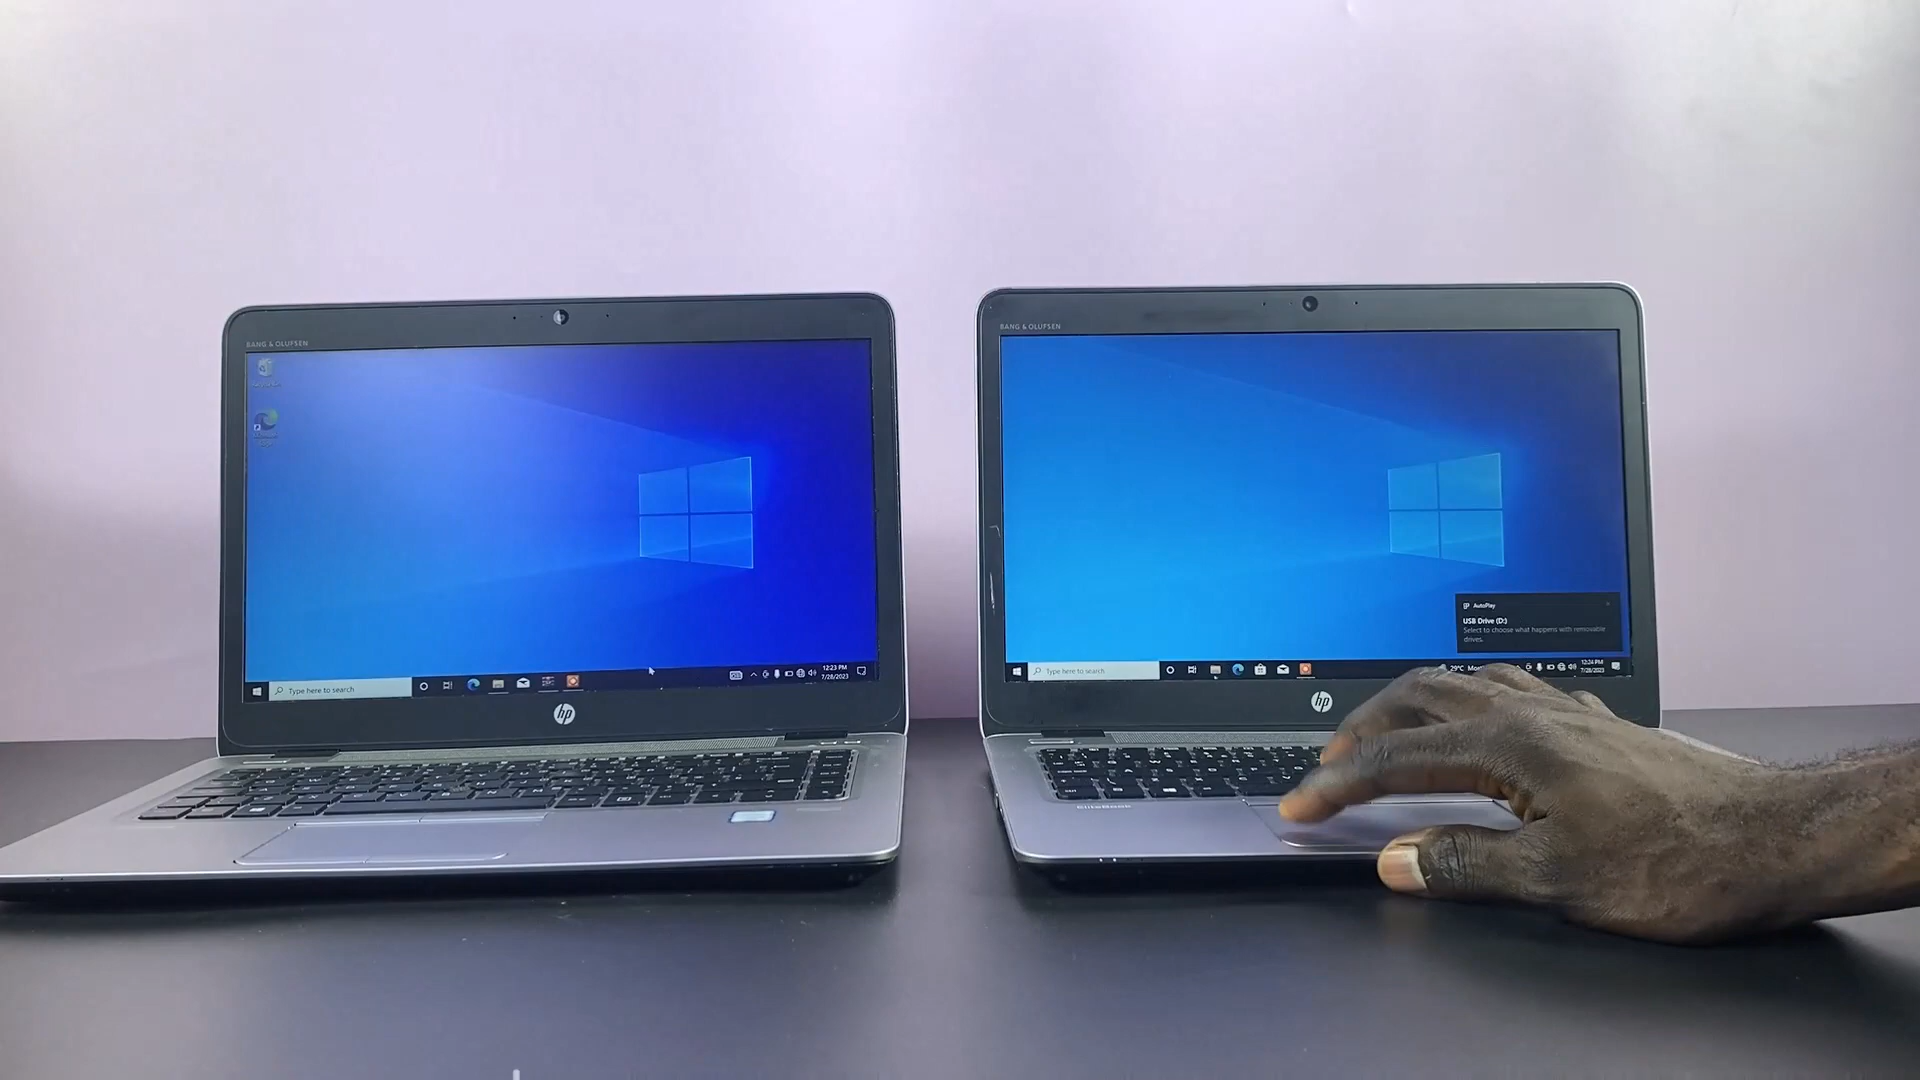 BANG & OLUFSEN
Type here to search
12:23 PM
7/28/2023
hp
BANG & OLUFSEN
AutoPlay
USB Drive (D:)
Select to choose what happens with removable
drives.
Type here to search
29°C
12:24 PM
7/28/2023
hp
EliteBook